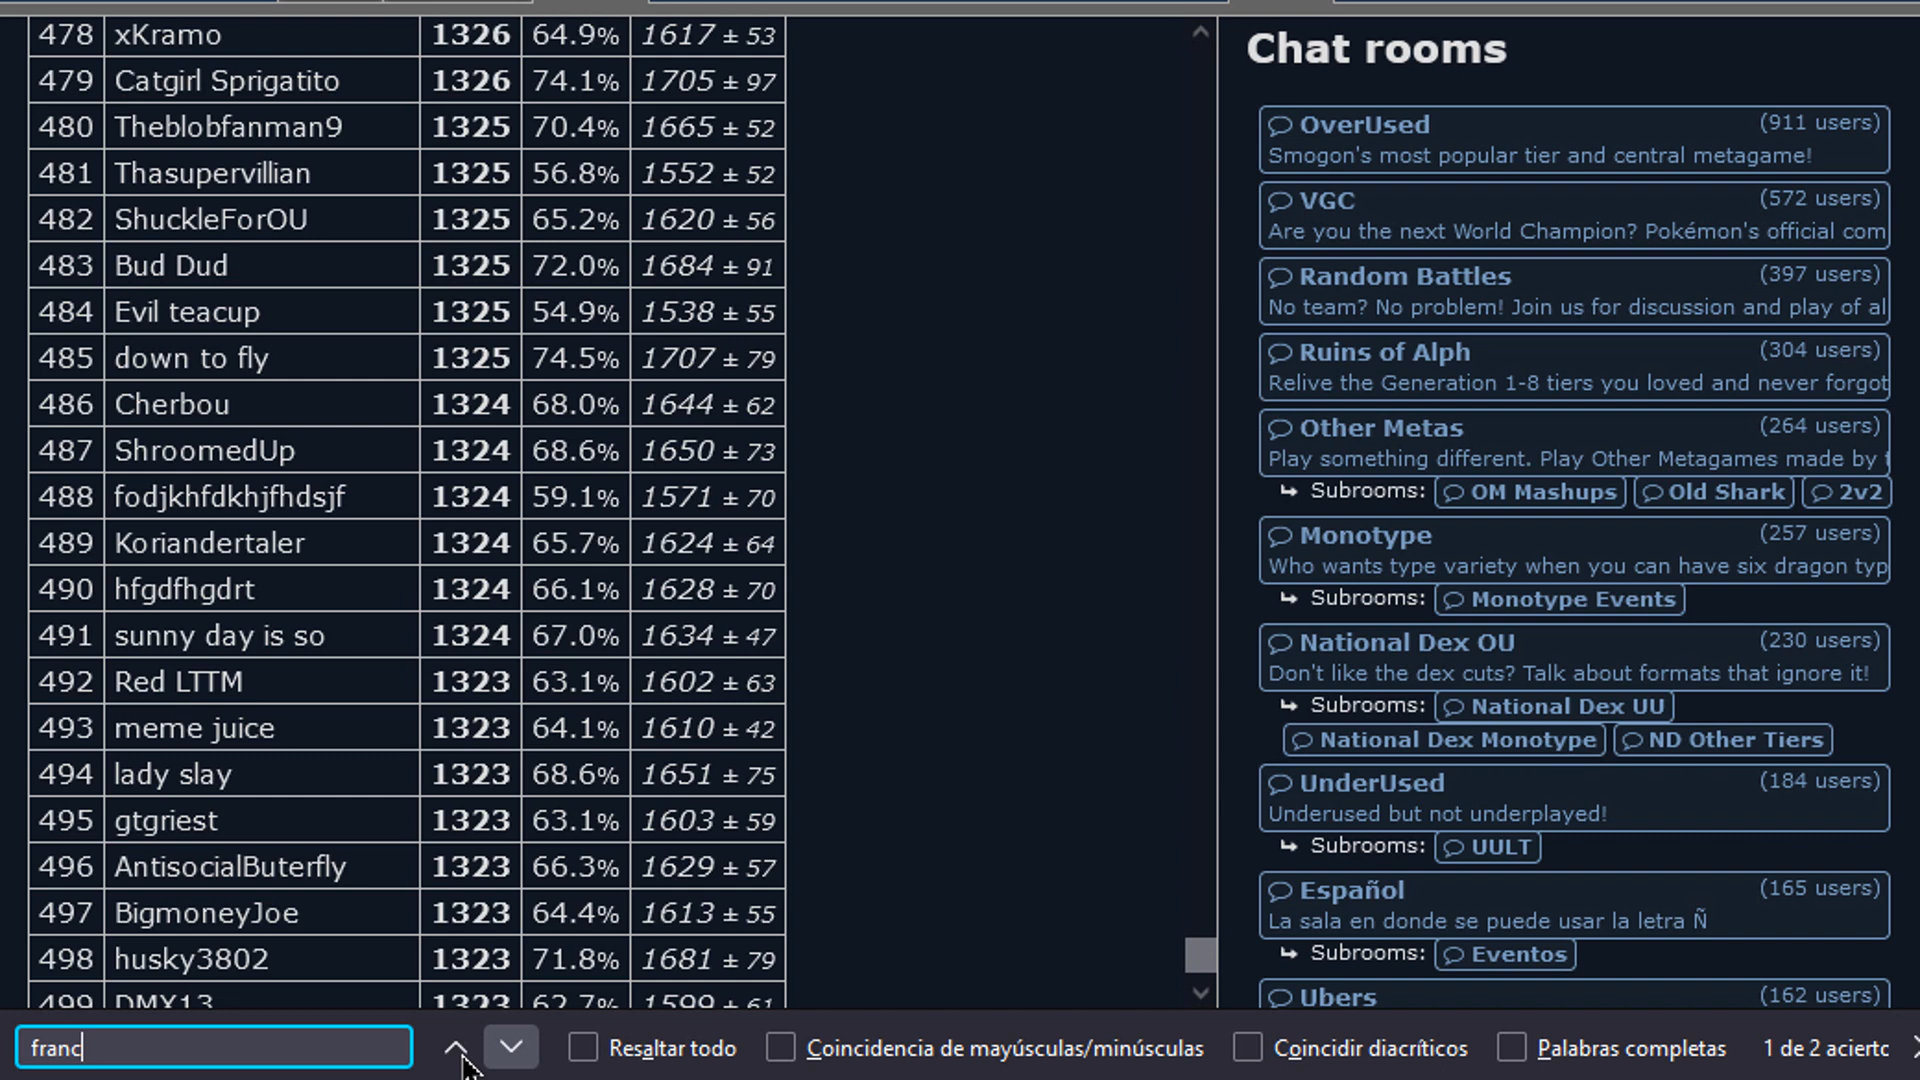 478 xKramo 1326 64.9% 1617 ± 53
479 Catgirl Sprigatito 1326 74.1% 1705 ± 97
480 Theblobfanman9 1325 70.4% 1665 ± 52
481 Thasupervillian 1325 56.8% 1552 ± 52
482 ShuckleForOU 1325 65.2% 1620 ± 56
483 Bud Dud 1325 72.0% 1684 ± 91
484 Evil teacup 1325 54.9% 1538 ± 55
485 down to fly 1325 74.5% 1707 ± 79
486 Cherbou 1324 68.0% 1644 ± 62
487 ShroomedUp 1324 68.6% 1650 ± 73
488 fodjkhfdkhjfhdsjf 1324 59.1% 1571 ± 70
489 Koriandertaler 1324 65.7% 1624 ± 64
490 hfgdfhgdrt 1324 66.1% 1628 ± 70
491 sunny day is so 1324 67.0% 1634 ± 47
492 Red LTTM 1323 63.1% 1602 ± 63
493 meme juice 1323 64.1% 1610 ± 42
494 lady slay 1323 68.6% 1651 ± 75
495 gtgriest 1323 63.1% 1603 ± 59
496 AntisocialButerfly 1323 66.3% 1629 ± 57
497 BigmoneyJoe 1323 64.4% 1613 ± 55
498 husky3802 1323 71.8% 1681 ± 79
499 DMX13 1323 62.7% 1599 ± 61
Chat rooms
OverUsed (911 users)
Smogon's most popular tier and central metagame!
VGC (572 users)
Are you the next World Champion? Pokémon's official com
Random Battles (397 users)
No team? No problem! Join us for discussion and play of al
Ruins of Alph (304 users)
Relive the Generation 1-8 tiers you loved and never forgot
Other Metas (264 users)
Play something different. Play Other Metagames made by t
↳ Subrooms: OM Mashups Old Shark 2v2
Monotype (257 users)
Who wants type variety when you can have six dragon typ
↳ Subrooms: Monotype Events
National Dex OU (230 users)
Don't like the dex cuts? Talk about formats that ignore it!
↳ Subrooms: National Dex UU
National Dex Monotype ND Other Tiers
UnderUsed (184 users)
Underused but not underplayed!
↳ Subrooms: UULT
Español (165 users)
La sala en donde se puede usar la letra Ñ
↳ Subrooms: Eventos
Ubers (162 users)
franc Resaltar todo Coincidencia de mayúsculas/minúsculas Coincidir diacríticos Palabras completas 1 de 2 acierto